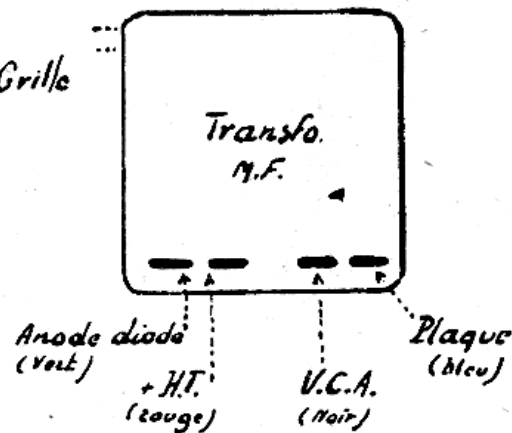 Grille
Transfo.
M.F.
Anode diode
(Vert)
+ H.T.
(rouge)
V.C.A.
(Noir)
Plaque
(bleu)